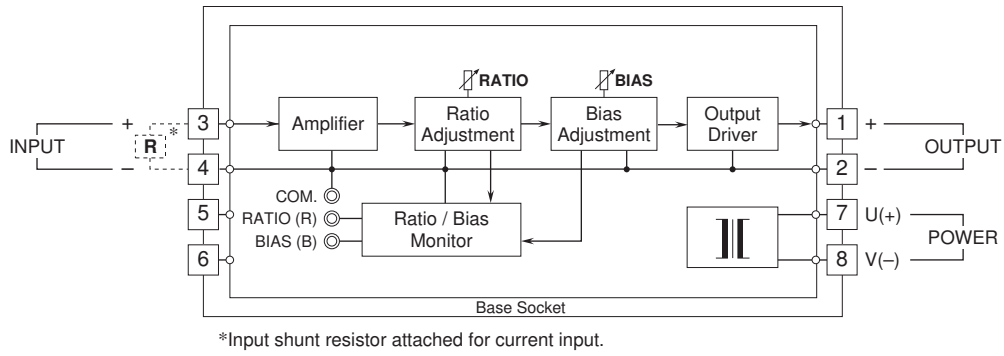 RATIO
BIAS
3
Amplifier
Ratio
Adjustment
Bias
Adjustment
Output
Driver
1
+
+
*
INPUT
R
OUTPUT
–
4
2
–
COM.
5
RATIO (R)
Ratio / Bias
Monitor
7
U(+)
BIAS (B)
POWER
6
8
V(–)
Base Socket
*Input shunt resistor attached for current input.